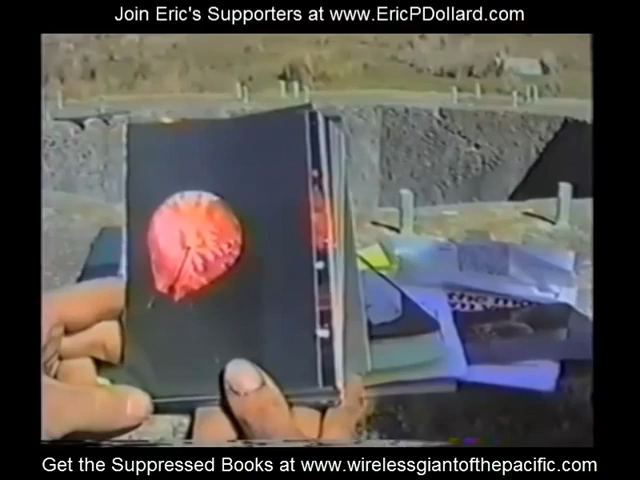 Join Eric's Supporters at www.EricPDollard.com
Get the Suppressed Books at www.wirelessgiantofthepacific.com